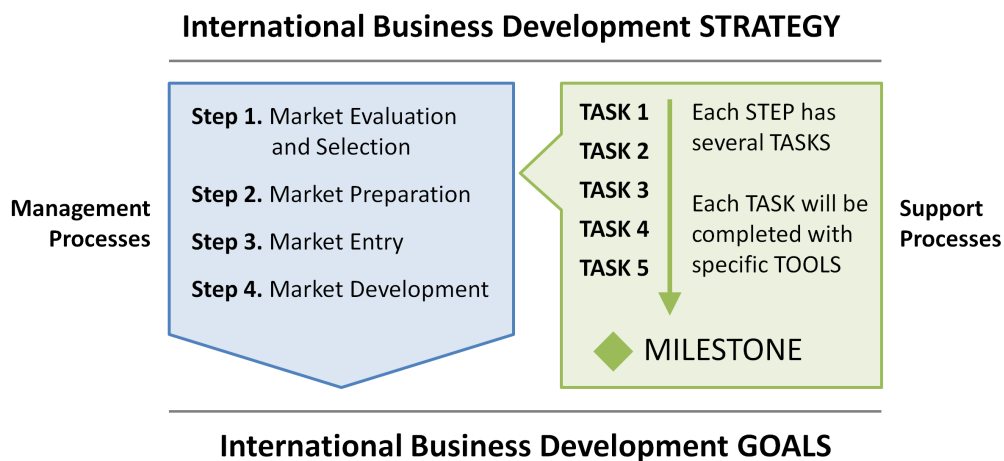 International Business Development STRATEGY
Management
Processes
Step 1. Market Evaluation
and Selection
Step 2. Market Preparation
Step 3. Market Entry
Step 4. Market Development
TASK 1
TASK 2
TASK 3
TASK 4
TASK 5
Each STEP has
several TASKS
Each TASK will be
completed with
specific TOOLS
MILESTONE
Support
Processes
International Business Development GOALS